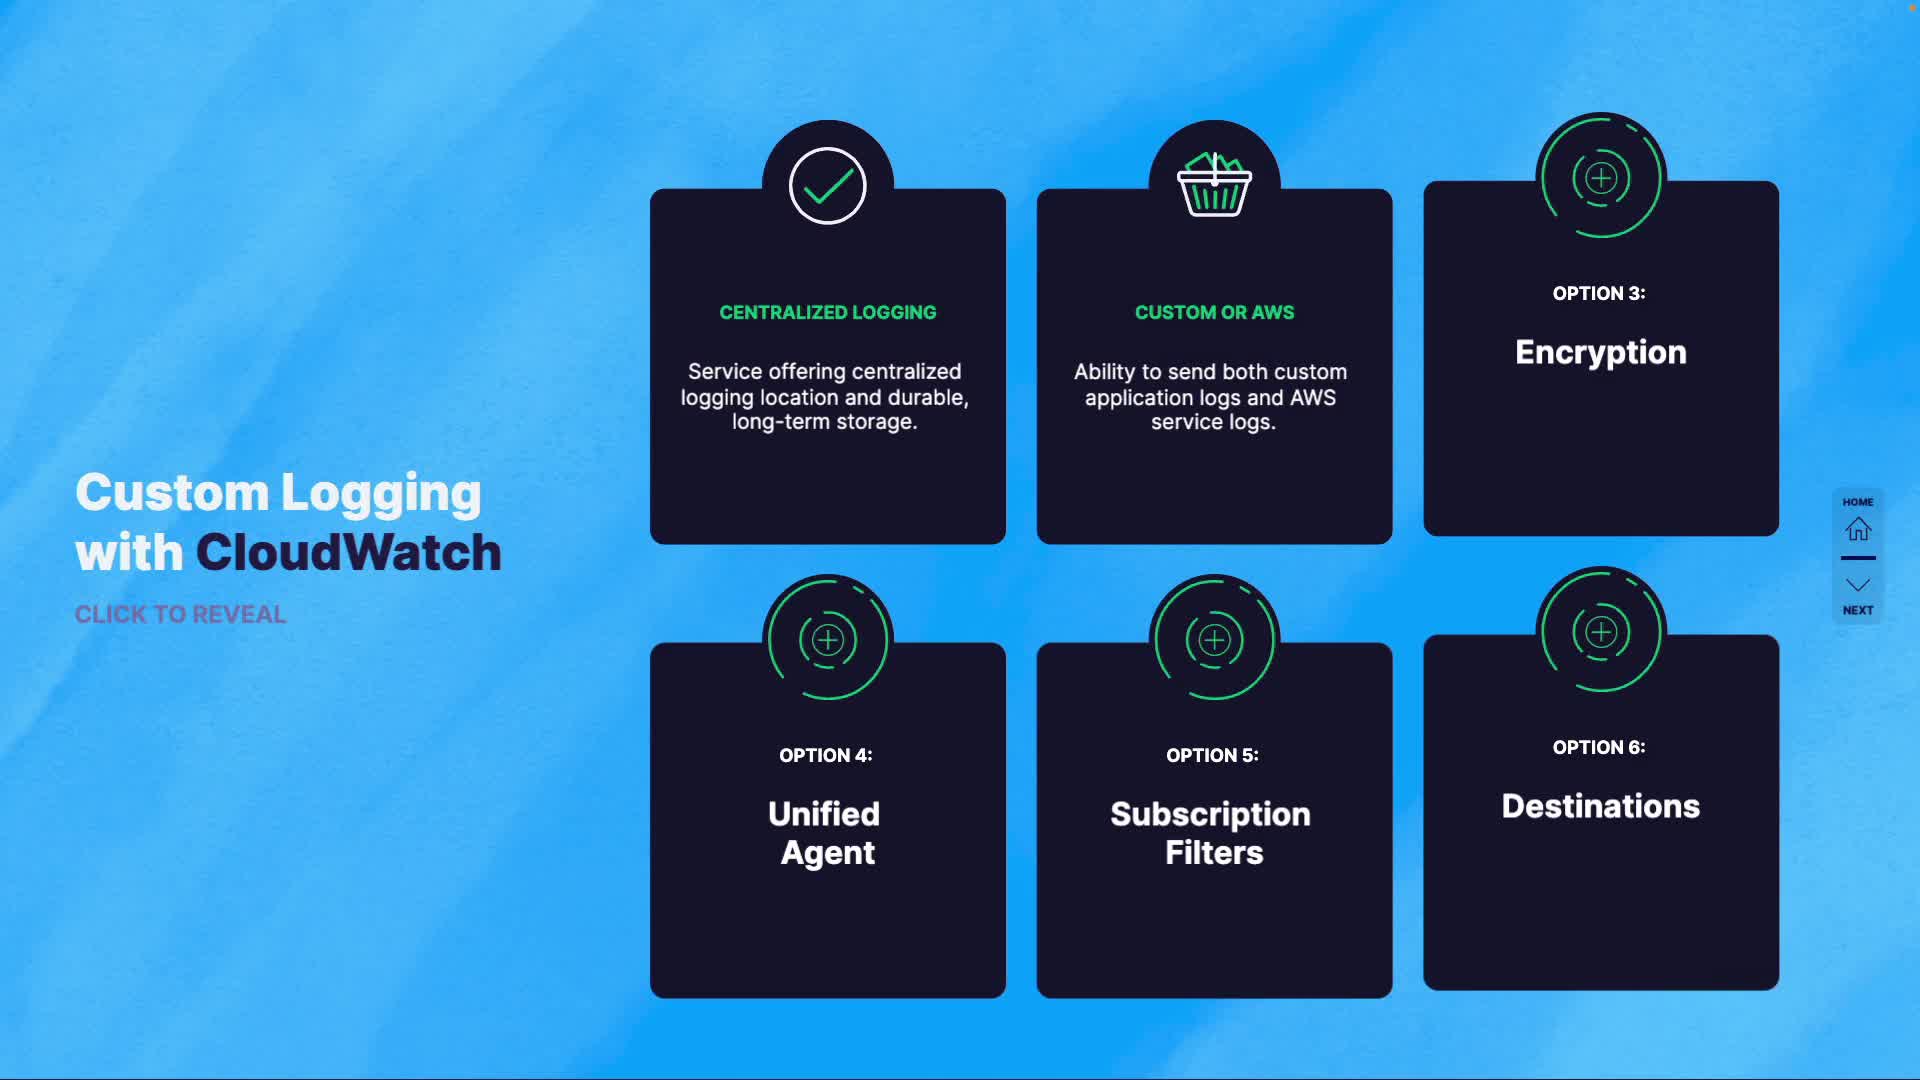 Custom Logging
with CloudWatch
CLICK TO REVEAL
CENTRALIZED LOGGING
Service offering centralized
logging location and durable,
long-term storage.
CUSTOM OR AWS
Ability to send both custom
application logs and AWS
service logs.
OPTION 3:
Encryption
OPTION 4:
Unified
Agent
OPTION 5:
Subscription
Filters
OPTION 6:
Destinations
HOME
NEXT